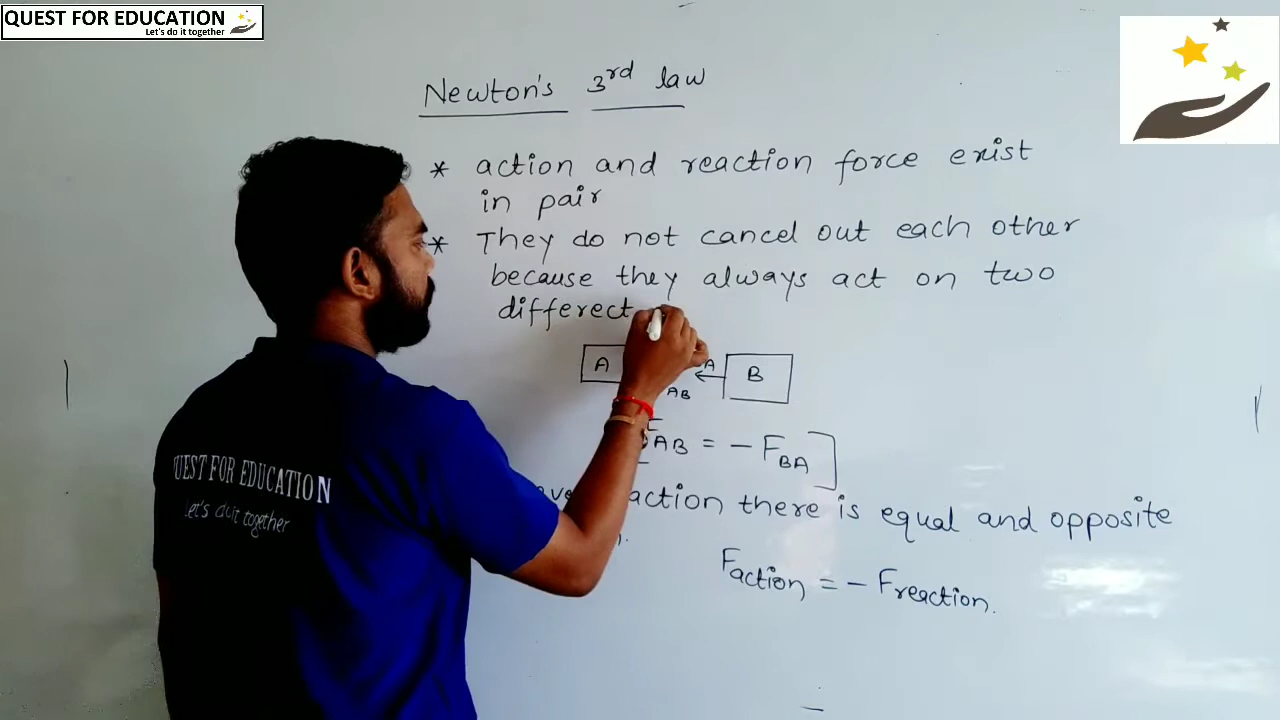 QUEST FOR EDUCATION
Let's do it together
Newton's 3rd law
* action and reaction force exist
in pair
* They do not cancel out each other
because they always act on two
differect
A
B
A
AB
AB = - FBA
action there is equal and opposite
Faction = - Freaction.
UEST FOR EDUCATION
Let's do it together